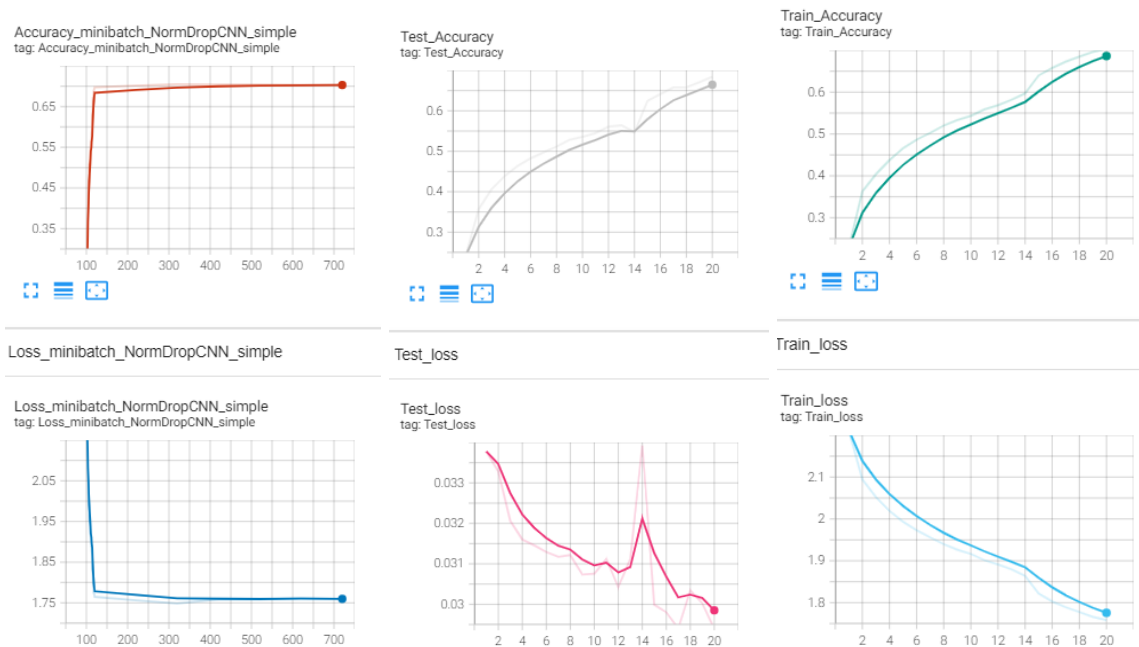 Accuracy_minibatch_NormDropCNN_simple
tag: Accuracy_minibatch_NormDropCNN_simple
0.65
0.55
0.45
0.35
100 200 300 400 500 600 700
Test_Accuracy
tag: Test_Accuracy
0.6
0.5
0.4
0.3
2 4 6 8 10 12 14 16 18 20
Train_Accuracy
tag: Train_Accuracy
0.6
0.5
0.4
0.3
2 4 6 8 10 12 14 16 18 20
Loss_minibatch_NormDropCNN_simple
Test_loss
Train_loss
Loss_minibatch_NormDropCNN_simple
tag: Loss_minibatch_NormDropCNN_simple
2.05
1.95
1.85
1.75
100 200 300 400 500 600 700
Test_loss
tag: Test_loss
0.033
0.032
0.031
0.03
2 4 6 8 10 12 14 16 18 20
Train_loss
tag: Train_loss
2.1
2
1.9
1.8
2 4 6 8 10 12 14 16 18 20